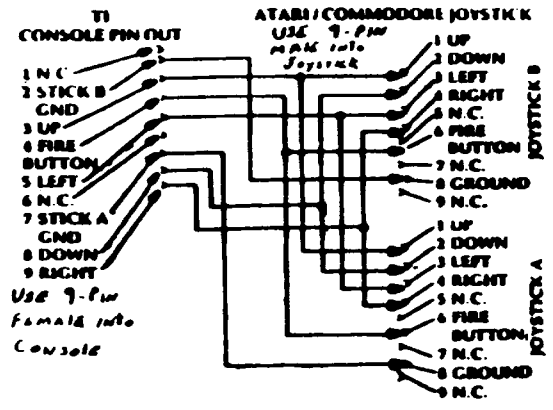 TI
CONSOLE PIN OUT
1 N.C.
2 STICK B
GND
3 UP
4 FIRE
BUTTON
5 LEFT
6 N.C.
7 STICK A
GND
8 DOWN
9 RIGHT
USE 9-PIN
FEMALE INTO
CONSOLE
ATARI/COMMODORE JOYSTICK
USE 9-PIN
MALE INTO
JOYSTICK
1 UP
2 DOWN
3 LEFT
4 RIGHT
5 N.C.
6 FIRE
BUTTON
7 N.C.
8 GROUND
9 N.C.
JOYSTICK B
1 UP
2 DOWN
3 LEFT
4 RIGHT
5 N.C.
6 FIRE
BUTTON
7 N.C.
8 GROUND
9 N.C.
JOYSTICK A